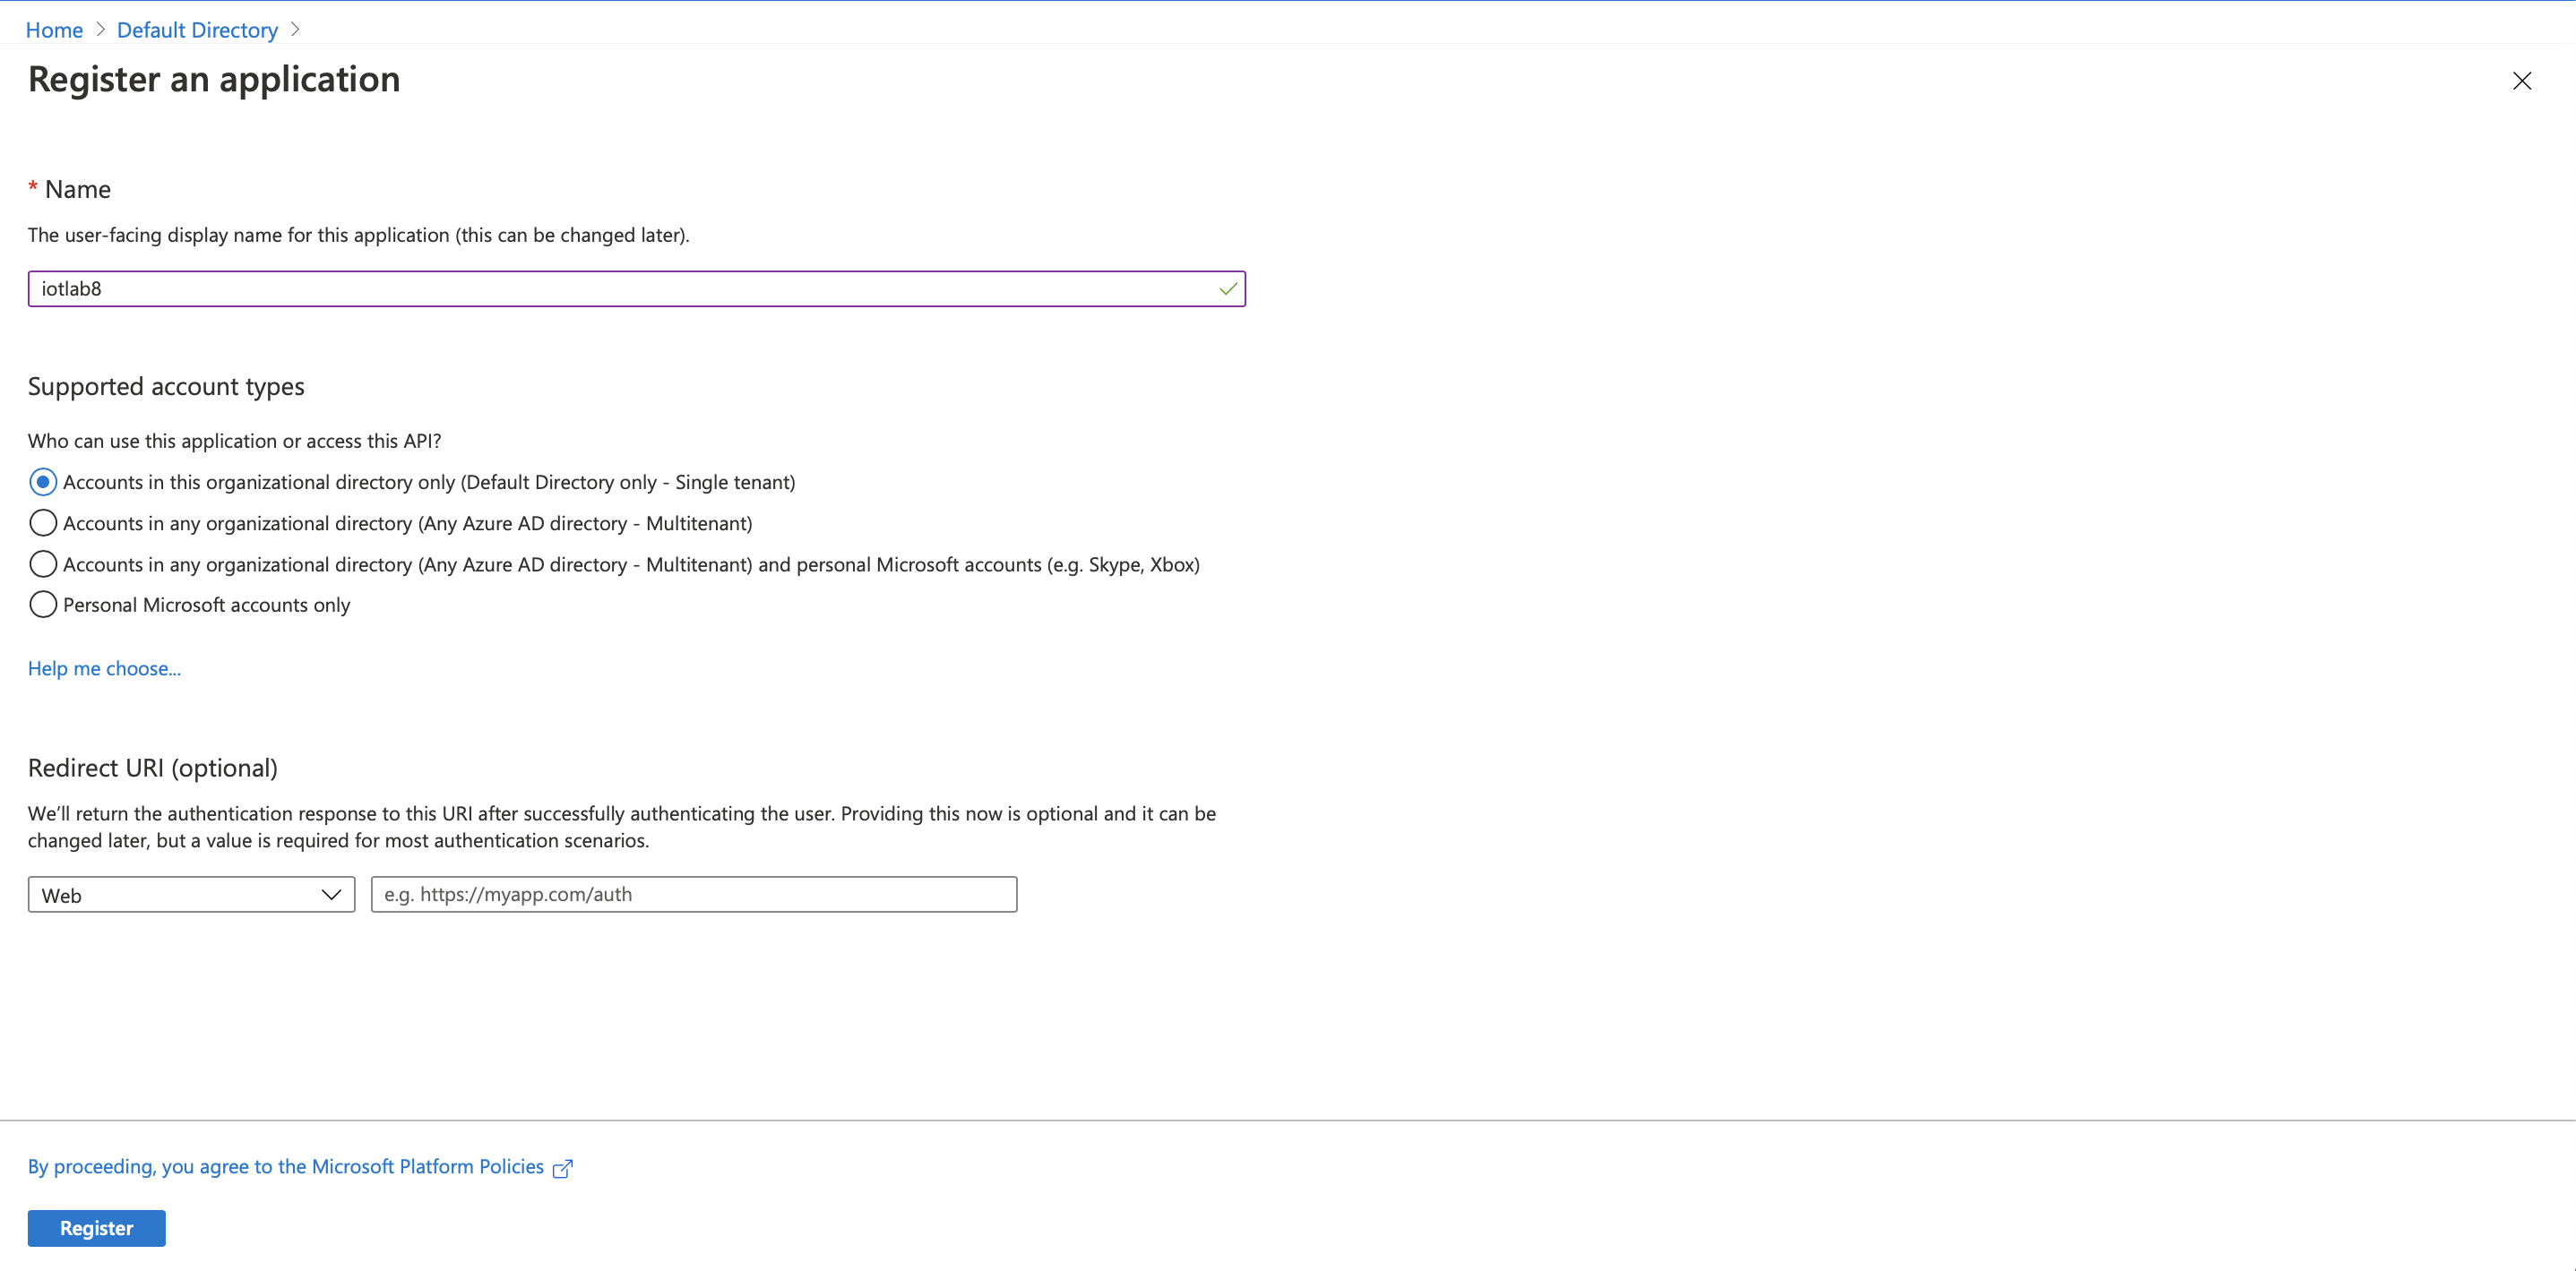 Home > Default Directory >
Register an application
* Name
The user-facing display name for this application (this can be changed later).
iotlab8
Supported account types
Who can use this application or access this API?
Accounts in this organizational directory only (Default Directory only - Single tenant)
Accounts in any organizational directory (Any Azure AD directory - Multitenant)
Accounts in any organizational directory (Any Azure AD directory - Multitenant) and personal Microsoft accounts (e.g. Skype, Xbox)
Personal Microsoft accounts only
Help me choose...
Redirect URI (optional)
We’ll return the authentication response to this URI after successfully authenticating the user. Providing this now is optional and it can be
changed later, but a value is required for most authentication scenarios.
Web e.g. https://myapp.com/auth
By proceeding, you agree to the Microsoft Platform Policies
Register